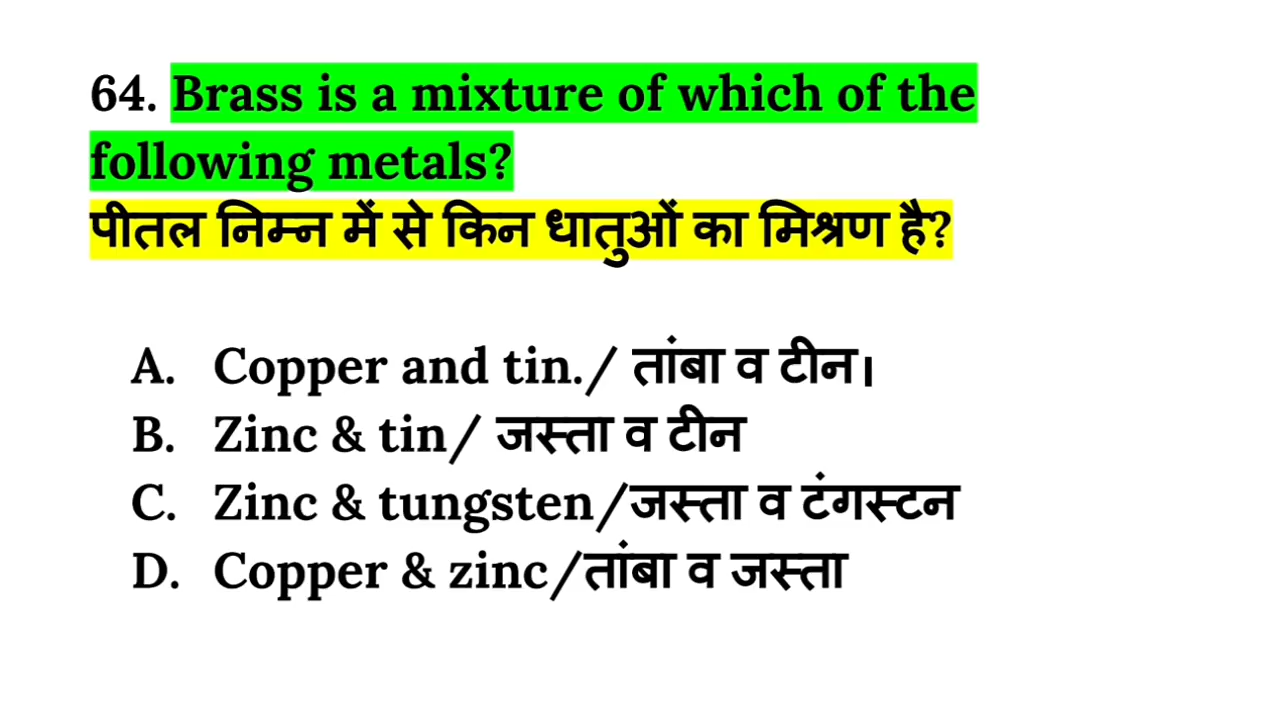 64. Brass is a mixture of which of the
following metals?
पीतल निम्न में से किन धातुओं का मिश्रण है?
A. Copper and tin./ तांबा व टीन।
B. Zinc & tin/ जस्ता व टीन
C. Zinc & tungsten/जस्ता व टंगस्टन
D. Copper & zinc/तांबा व जस्ता